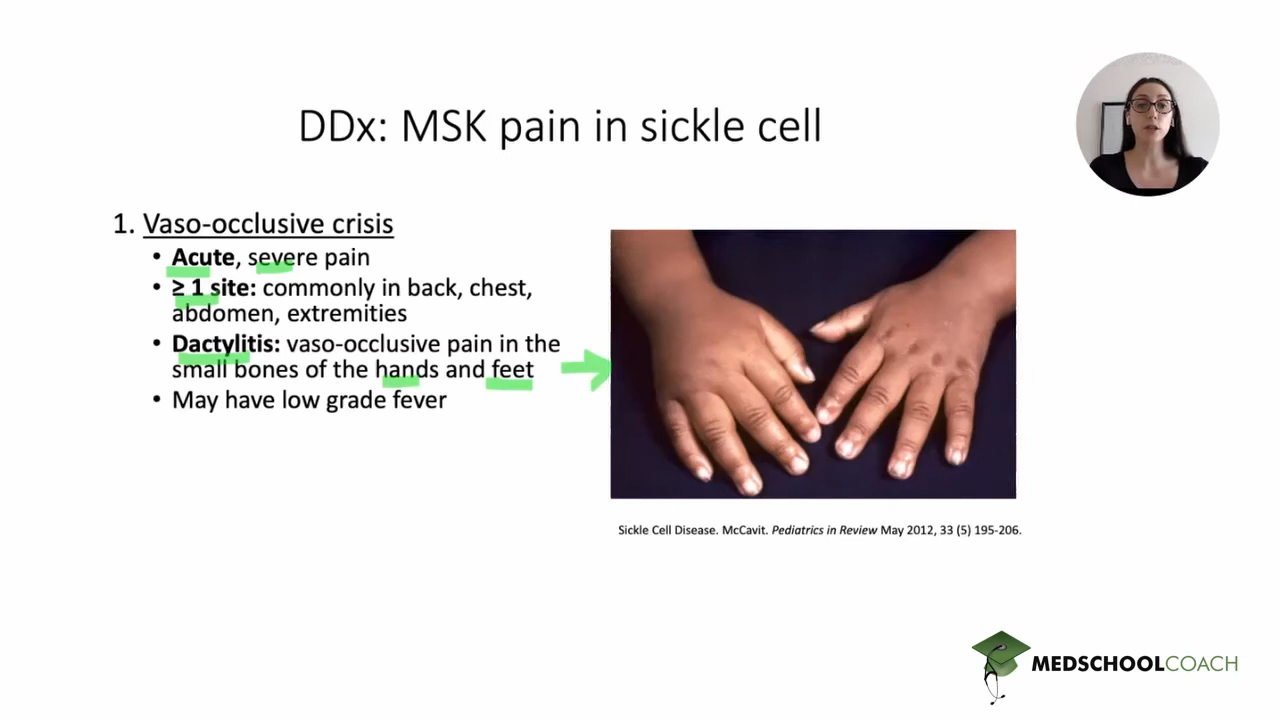 DDx: MSK pain in sickle cell
1. Vaso-occlusive crisis
• Acute, severe pain
• ≥ 1 site: commonly in back, chest,
abdomen, extremities
• Dactylitis: vaso-occlusive pain in the
small bones of the hands and feet
• May have low grade fever
Sickle Cell Disease. McCavit. Pediatrics in Review May 2012, 33 (5) 195-206.
MEDSCHOOLCOACH